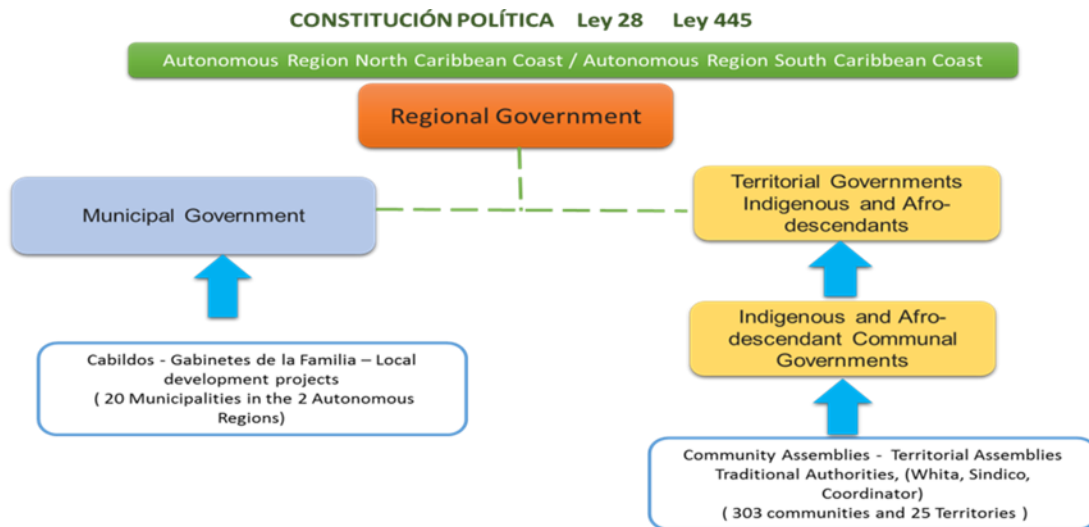 CONSTITUCIÓN POLÍTICA Ley 28 Ley 445
Autonomous Region North Caribbean Coast / Autonomous Region South Caribbean Coast
Regional Government
Municipal Government
Territorial Governments
Indigenous and Afro-
descendants
Indigenous and Afro-
descendant Communal
Governments
Cabildos - Gabinetes de la Familia – Local
development projects
( 20 Municipalities in the 2 Autonomous
Regions)
Community Assemblies - Territorial Assemblies
Traditional Authorities, (Whita, Sindico,
Coordinator)
( 303 communities and 25 Territories )